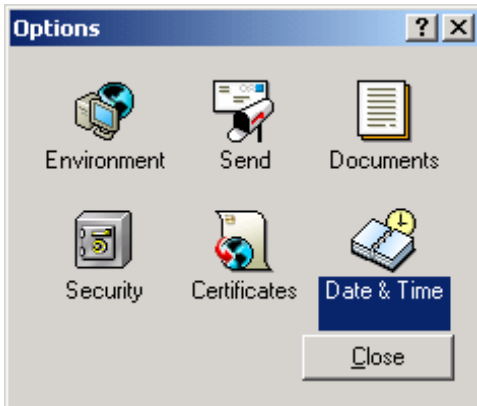 Options
Environment Send Documents
Security Certificates Date & Time
Close